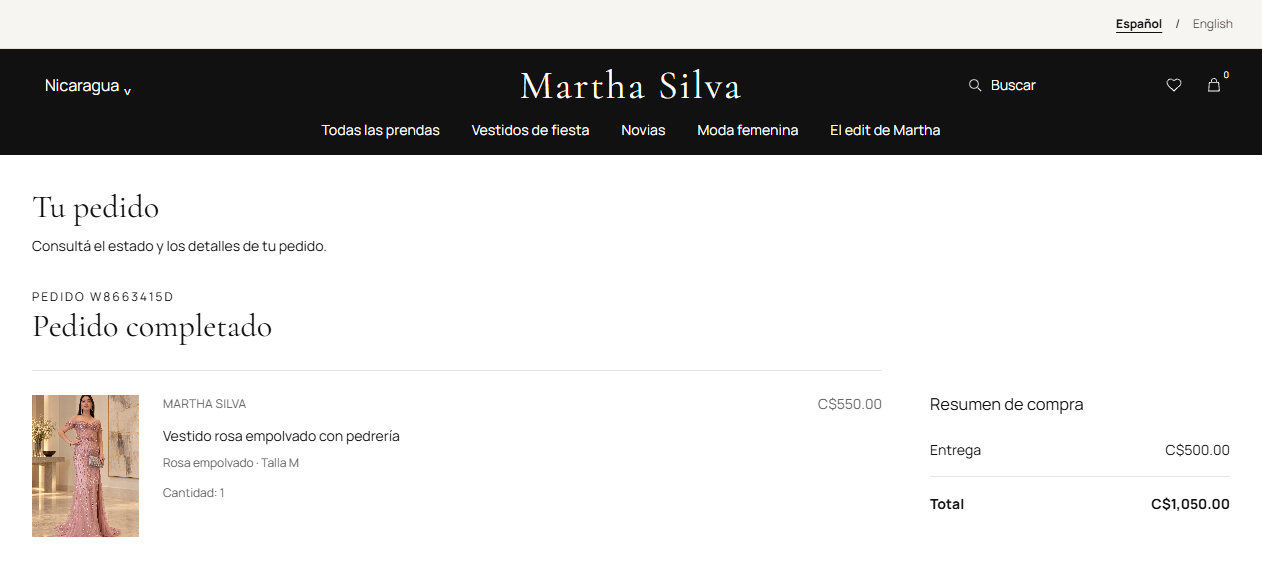 Español / English
Nicaragua v
Martha Silva
Buscar
0
Todas las prendas Vestidos de fiesta Novias Moda femenina El edit de Martha
Tu pedido
Consultá el estado y los detalles de tu pedido.
PEDIDO W8663415D
Pedido completado
MARTHA SILVA C$550.00
Vestido rosa empolvado con pedrería
Rosa empolvado · Talla M
Cantidad: 1
Resumen de compra
Entrega C$500.00
Total C$1,050.00